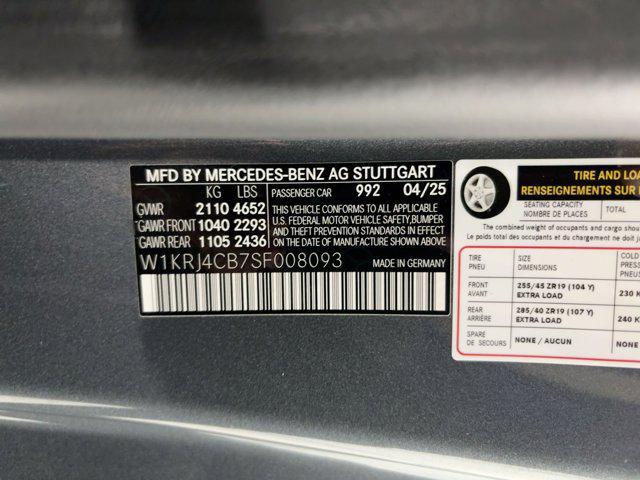 MFD BY MERCEDES-BENZ AG STUTTGART
KG LBS PASSENGER CAR 992 04/25
GVWR 2110 4652
GAWR FRONT 1040 2293
GAWR REAR 1105 2436
THIS VEHICLE CONFORMS TO ALL APPLICABLE
U.S. FEDERAL MOTOR VEHICLE SAFETY, BUMPER
AND THEFT PREVENTION STANDARDS IN EFFECT
ON THE DATE OF MANUFACTURE SHOWN ABOVE.
W1KRJ4CB7SF008093 MADE IN GERMANY
TIRE AND LOA
RENSEIGNEMENTS SUR
SEATING CAPACITY
NOMBRE DE PLACES
TOTAL
The combined weight of occupants and cargo shou
Le poids total des occupants et du chargement ne doit jam
TIRE
PNEU
SIZE
DIMENSIONS
COLD
PRESS
PNEUS
FRONT
AVANT
255/45 ZR19 (104 Y)
EXTRA LOAD
230 K
REAR
ARRIÈRE
285/40 ZR19 (107 Y)
EXTRA LOAD
240 K
SPARE
DE SECOURS
NONE / AUCUN
NONE